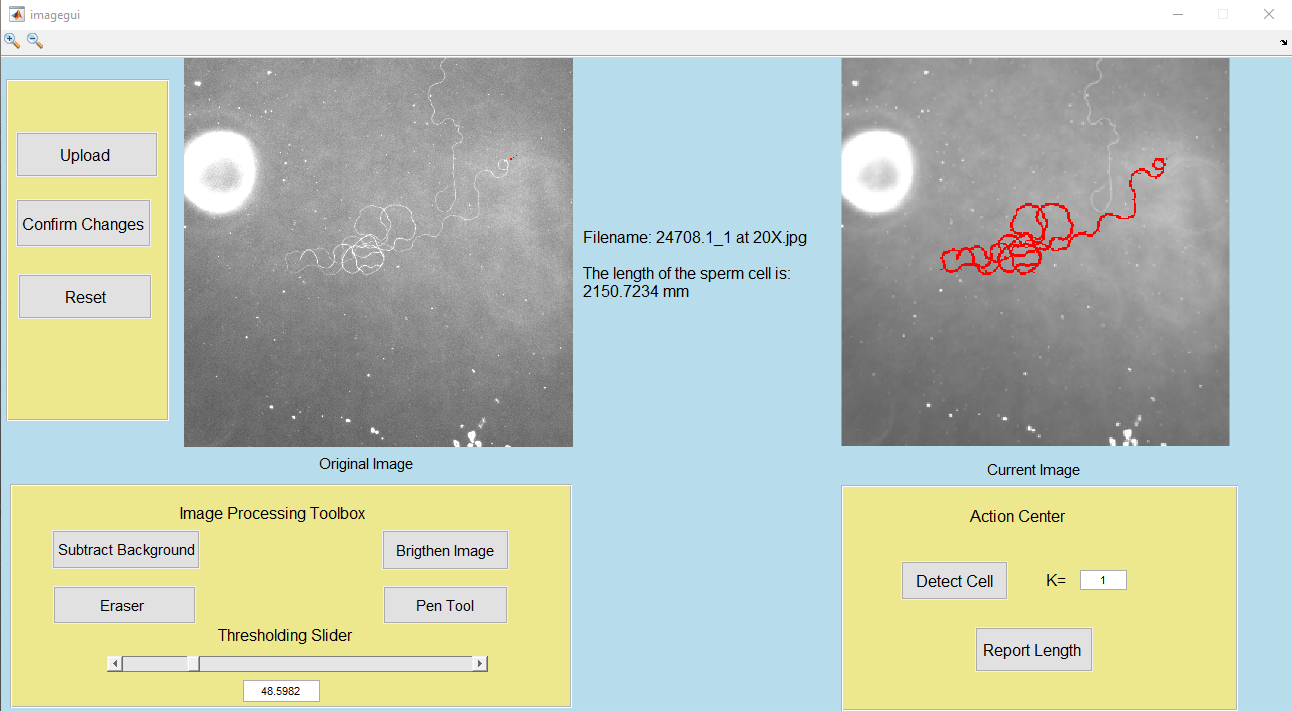 imagegui
Upload
Confirm Changes
Reset
Filename: 24708.1_1 at 20X.jpg
The length of the sperm cell is:
2150.7234 mm
Original Image
Current Image
Image Processing Toolbox
Subtract Background
Brigthen Image
Eraser
Pen Tool
Thresholding Slider
48.5982
Action Center
Detect Cell
K=
1
Report Length